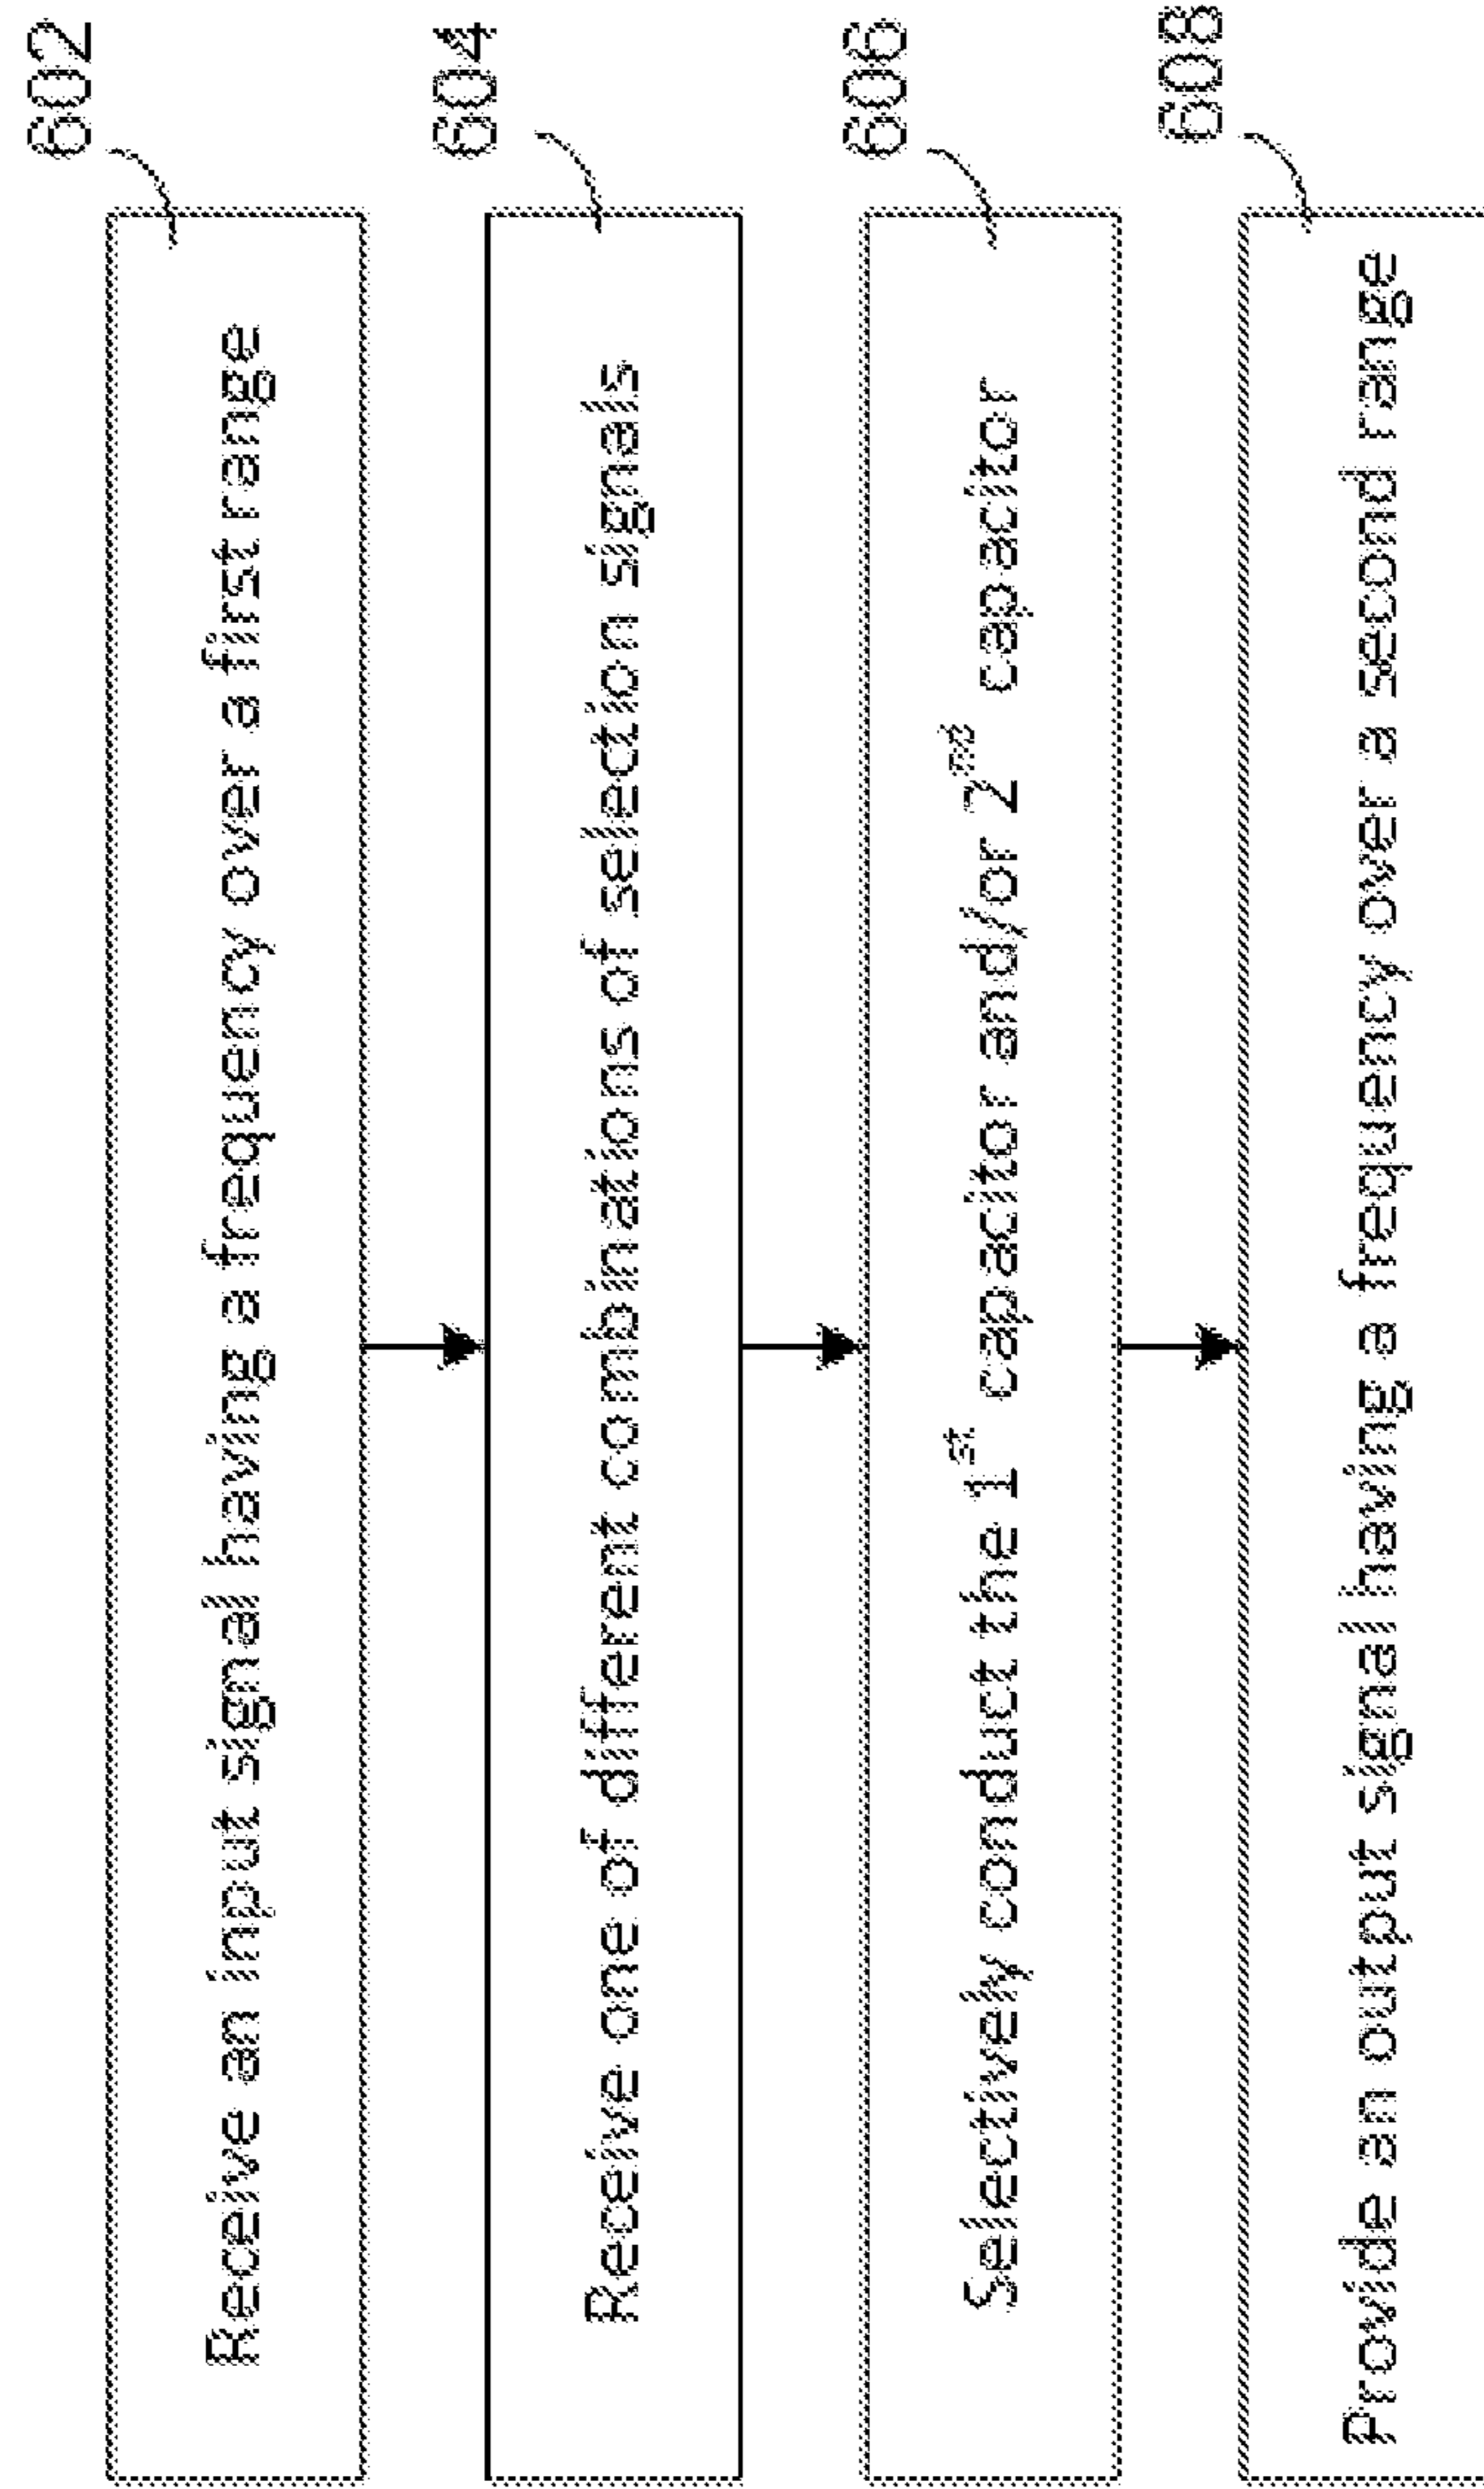 602
Receive an input signal having a frequency over a first range
604
Receive one of different combinations of selection signals
606
Selectively conduct the 1st capacitor and/or 2nd capacitor
608
Provide an output signal having a frequency over a second range